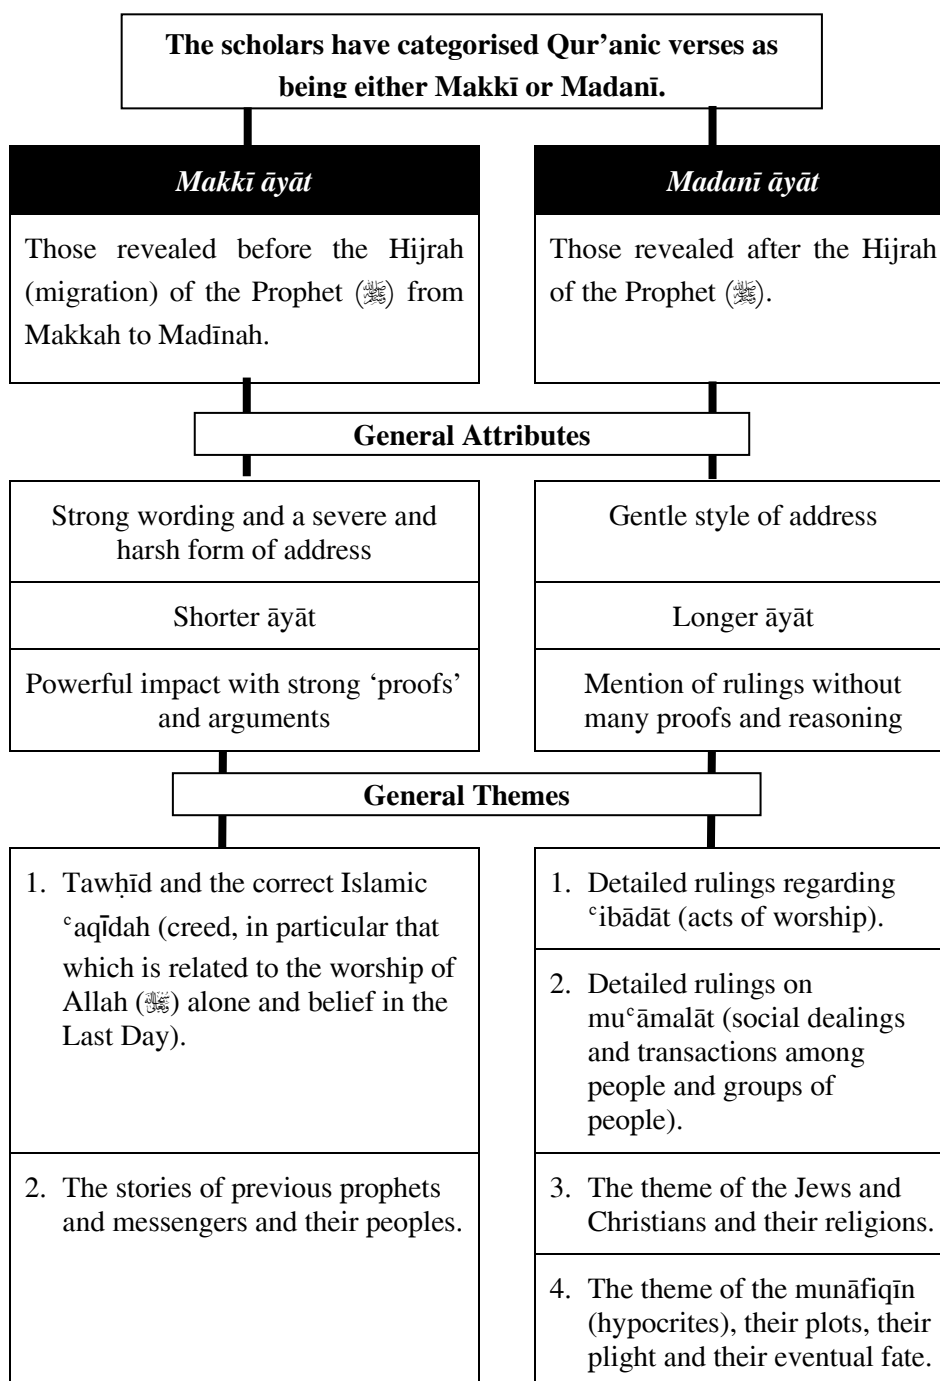 The scholars have categorised Qur’anic verses as
being either Makkī or Madanī.
Makkī āyāt
Those revealed before the Hijrah
(migration) of the Prophet (ﷺ) from
Makkah to Madīnah.
Madanī āyāt
Those revealed after the Hijrah
of the Prophet (ﷺ).
General Attributes
Strong wording and a severe and
harsh form of address
Gentle style of address
Shorter āyāt
Longer āyāt
Powerful impact with strong ‘proofs’
and arguments
Mention of rulings without
many proofs and reasoning
General Themes
1. Tawḥīd and the correct Islamic
ᶜaqīdah (creed, in particular that
which is related to the worship of
Allah () alone and belief in the
Last Day).
2. The stories of previous prophets
and messengers and their peoples.
1. Detailed rulings regarding
ᶜibādāt (acts of worship).
2. Detailed rulings on
muᶜāmalāt (social dealings
and transactions among
people and groups of
people).
3. The theme of the Jews and
Christians and their religions.
4. The theme of the munāfiqīn
(hypocrites), their plots, their
plight and their eventual fate.